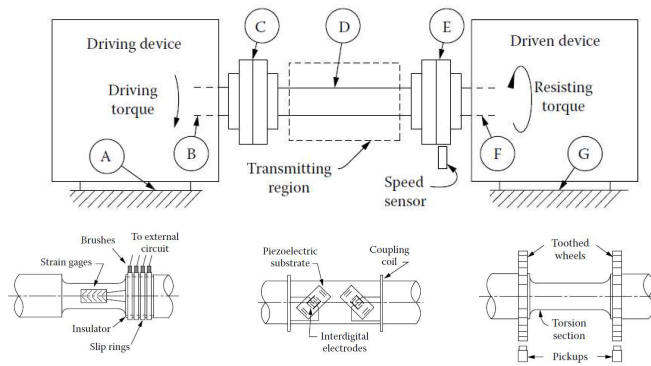 C
D
E
Driving device
Driven device
Driving
torque
Resisting
torque
A
B
Transmitting
region
Speed
sensor
F
G
Brushes
To external
circuit
Strain gages
Insulator
Slip rings
Piezoelectric
substrate
Coupling
coil
Interdigital
electrodes
Toothed
wheels
Torsion
section
Pickups